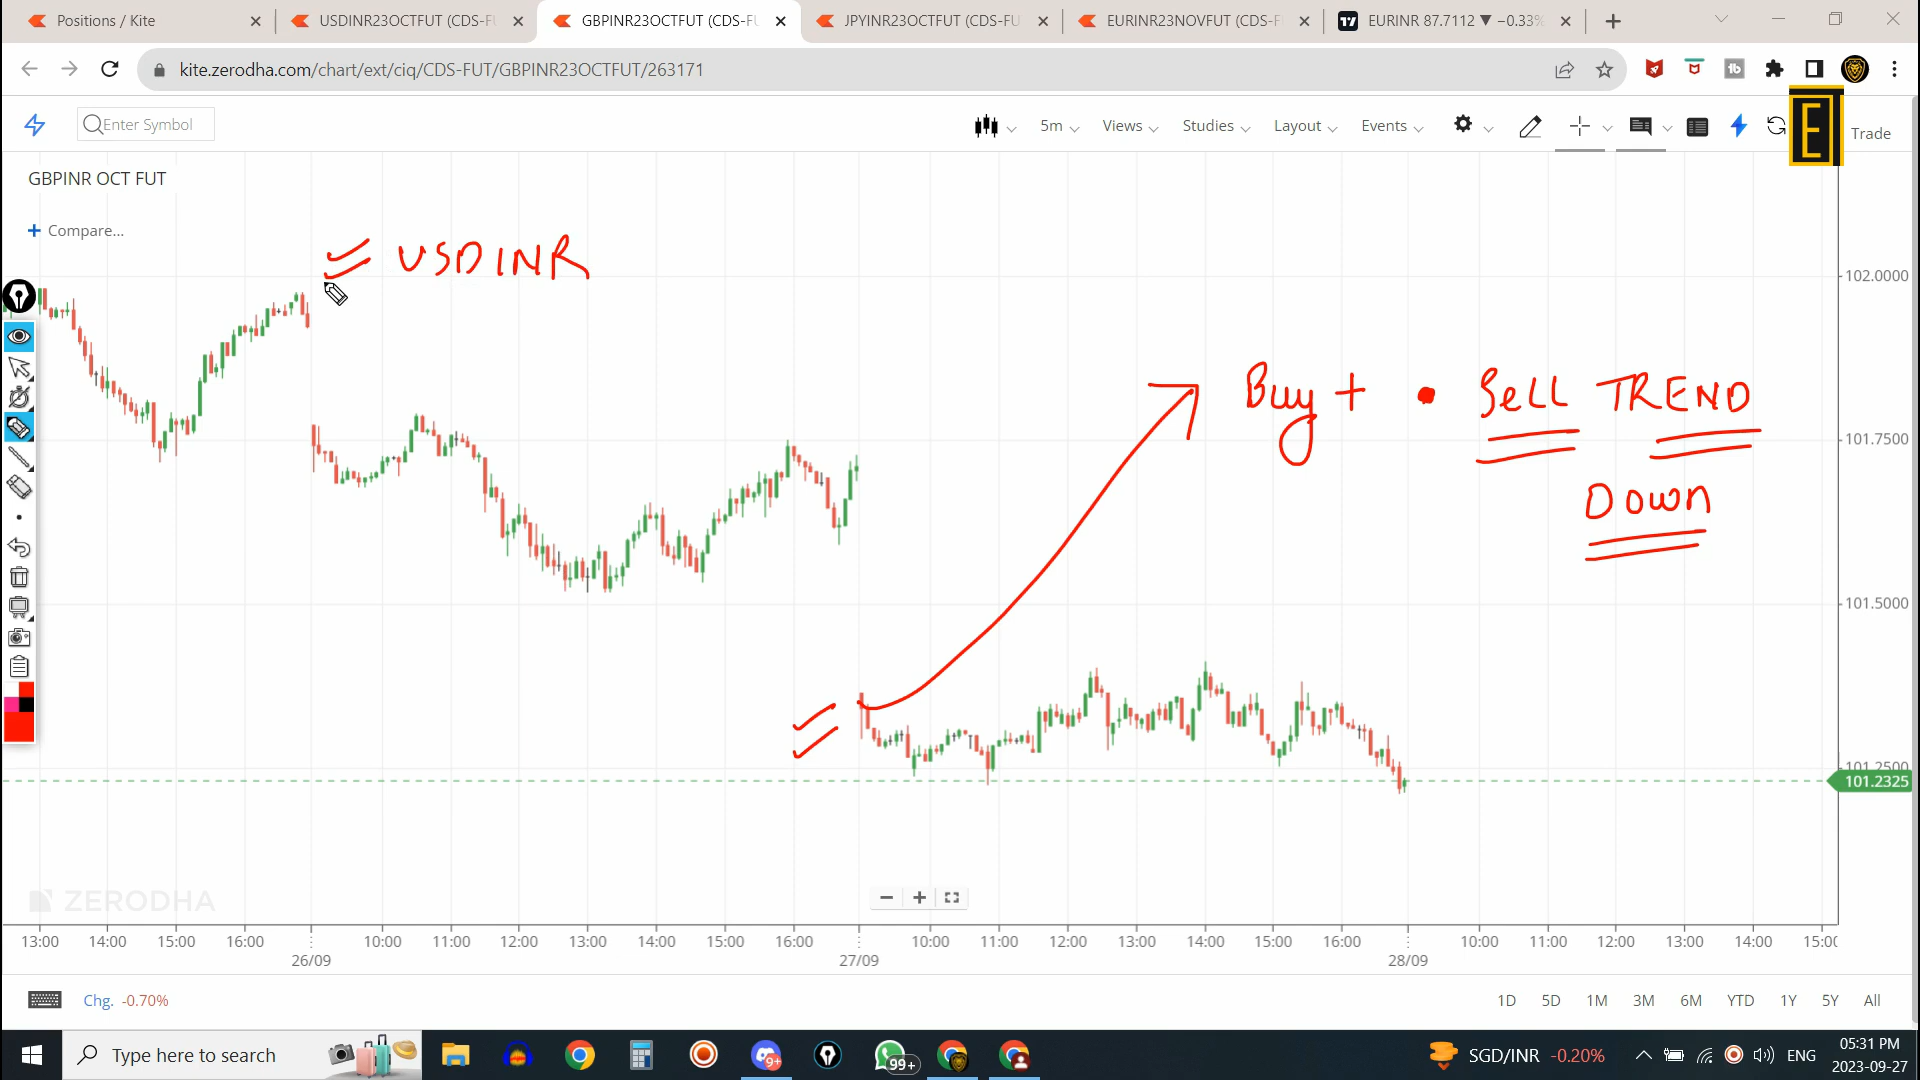 Positions / Kite
USDINR23OCTFUT (CDS-FU
GBPINR23OCTFUT (CDS-FU
JPYINR23OCTFUT (CDS-FU
EURINR23NOVFUT (CDS-F
EURINR 87.7112 ▼ −0.33%
kite.zerodha.com/chart/ext/ciq/CDS-FUT/GBPINR23OCTFUT/263171
Enter Symbol
5m
Views
Studies
Layout
Events
E
Trade
GBPINR OCT FUT
+ Compare...
USDINR
102.0000
Buy + • SELL TREND
101.7500
Down
101.5000
101.2500
101.2325
ZERODHA
13:00 14:00 15:00 16:00 10:00 11:00 12:00 13:00 14:00 15:00 16:00 10:00 11:00 12:00 13:00 14:00 15:00 16:00 10:00 11:00 12:00 13:00 14:00 15:00
26/09 27/09 28/09
Chg. -0.70%
1D 5D 1M 3M 6M YTD 1Y 5Y All
Type here to search
9+
99+
SGD/INR -0.20%
ENG
05:31 PM
2023-09-27